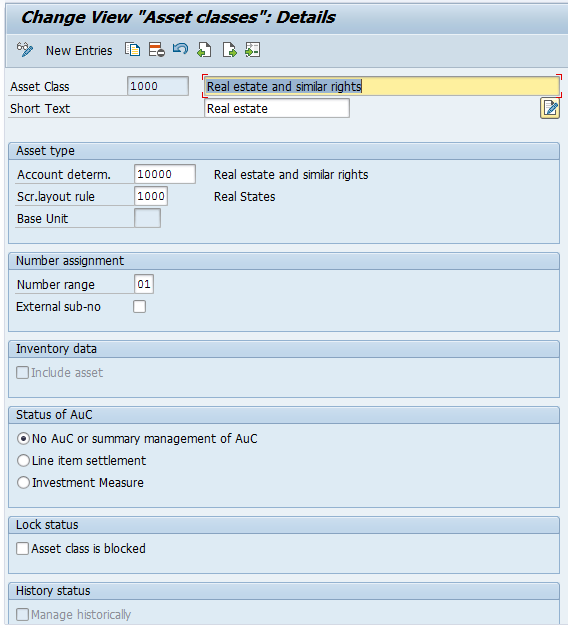 Change View "Asset classes": Details
New Entries
Asset Class 1000 Real estate and similar rights
Short Text Real estate
Asset type
Account determ. 10000 Real estate and similar rights
Scr.layout rule 1000 Real States
Base Unit
Number assignment
Number range 01
External sub-no
Inventory data
Include asset
Status of AuC
No AuC or summary management of AuC
Line item settlement
Investment Measure
Lock status
Asset class is blocked
History status
Manage historically